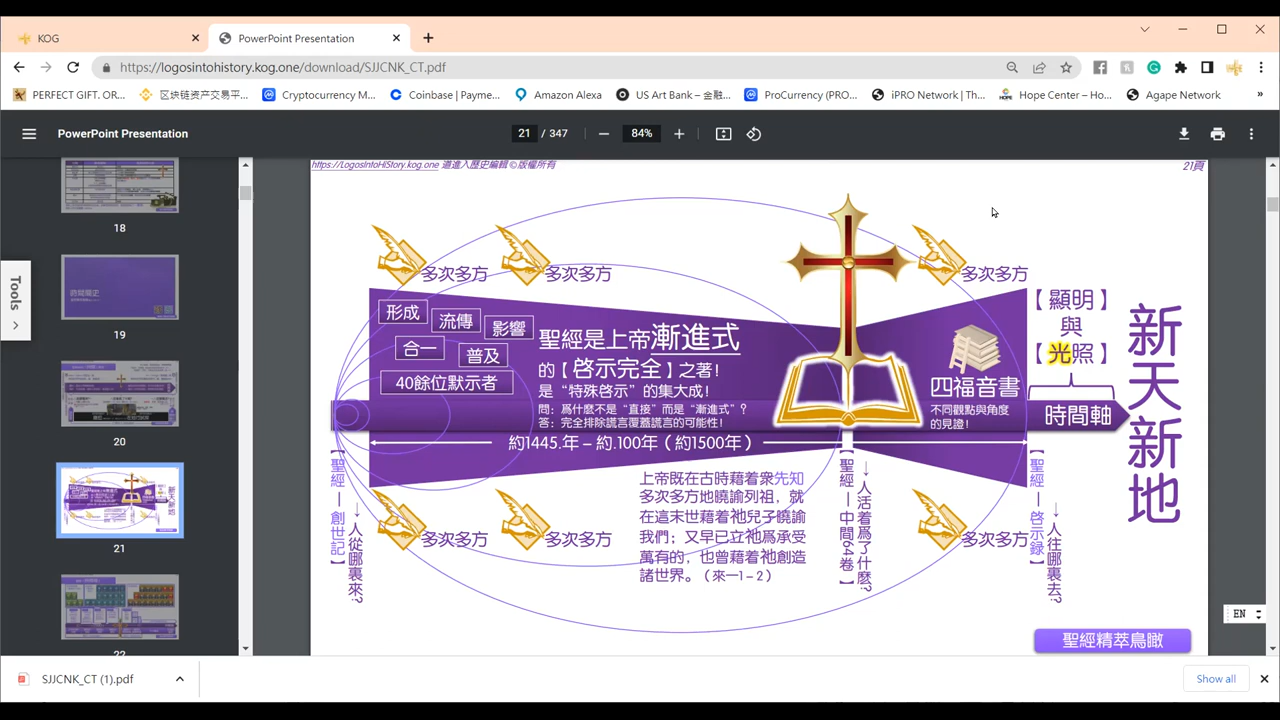 KOG
PowerPoint Presentation
https://logosintohistory.kog.one/download/SJJCNK_CT.pdf
PERFECT GIFT. OR...
区块链资产交易平...
Cryptocurrency M...
Coinbase | Payme...
Amazon Alexa
US Art Bank – 金融...
ProCurrency (PRO...
iPRO Network | Th...
Hope Center – Ho...
Agape Network
»
PowerPoint Presentation
21 / 347
84%
Tools
18
19
20
21
22
https://LogosIntoHiStory.kog.one 道進入歷史編輯©版權所有
21頁
多次多方
多次多方
多次多方
形成
流傳
影響
合一
普及
40餘位默示者
聖經是上帝漸進式
的【啓示完全】之著!
是“特殊啓示”的集大成!
問: 爲什麽不是“直接”而是“漸進式”?
答: 完全排除謊言覆蓋謊言的可能性!
四福音書
不同觀點與角度
的見證!
【顯明】
與
【光照】
時間軸
新天新地
約1445.年 – 約.100年（約1500年）
【聖經—創世記】
→人從哪裏來?
多次多方
多次多方
上帝既在古時藉着衆先知
多次多方地曉諭列祖，就
在這末世藉着祂兒子曉諭
我們；又早已立祂爲承受
萬有的，也曾藉着祂創造
諸世界。（來一1-2）
【聖經—中間64卷】
→人活着爲了什麽?
多次多方
【聖經—啓示録】
→人往哪裏去?
聖經精萃鳥瞰
EN
SJJCNK_CT (1).pdf
Show all